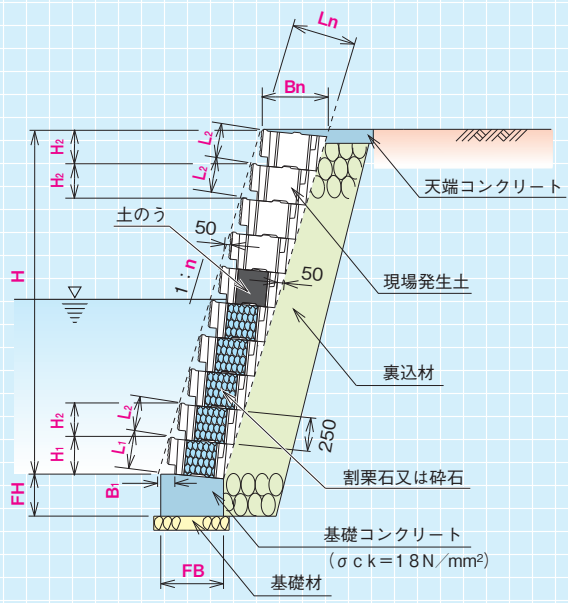 Ln
Bn
H2
L2
H2
L2
天端コンクリート
土のう
50
50
現場発生土
1:n
H
裏込材
H2
L2
250
H1
L1
割栗石又は砕石
FH
B1
基礎コンクリート
(σck=18N/mm²)
FB
基礎材